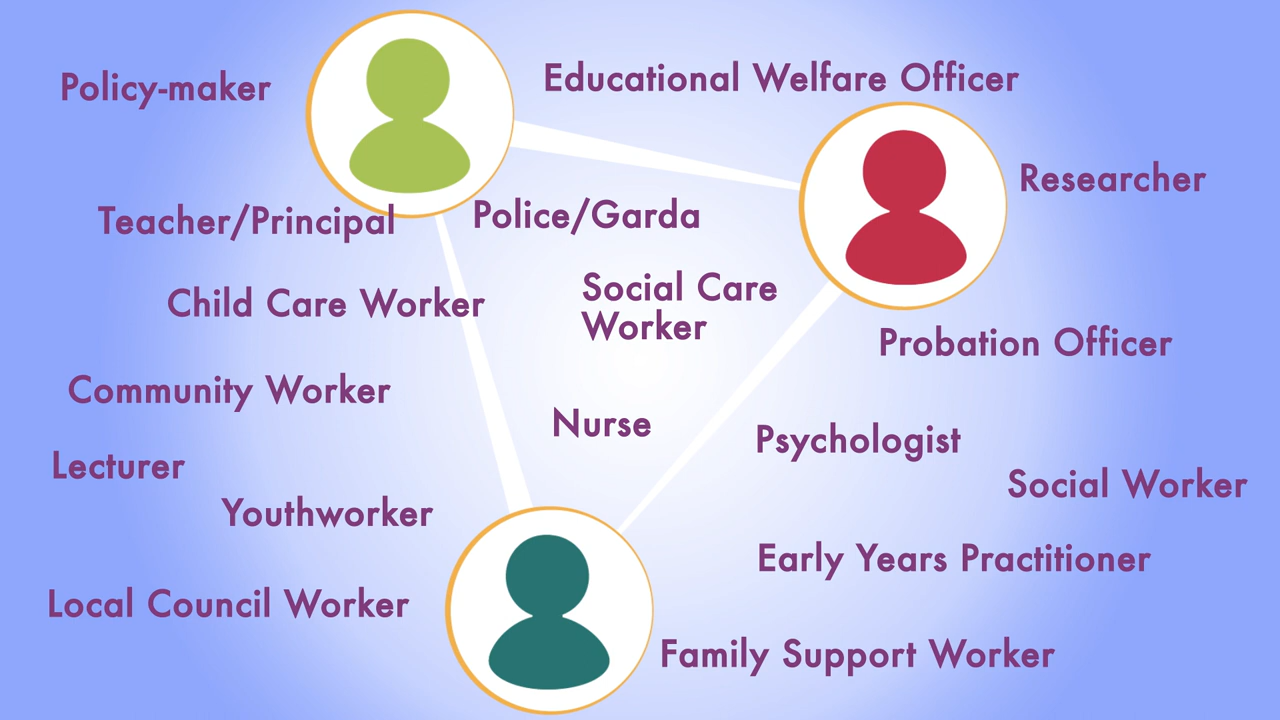 Policy-maker
Educational Welfare Officer
Researcher
Teacher/Principal
Police/Garda
Child Care Worker
Social Care
Worker
Probation Officer
Community Worker
Nurse
Psychologist
Lecturer
Social Worker
Youthworker
Early Years Practitioner
Local Council Worker
Family Support Worker